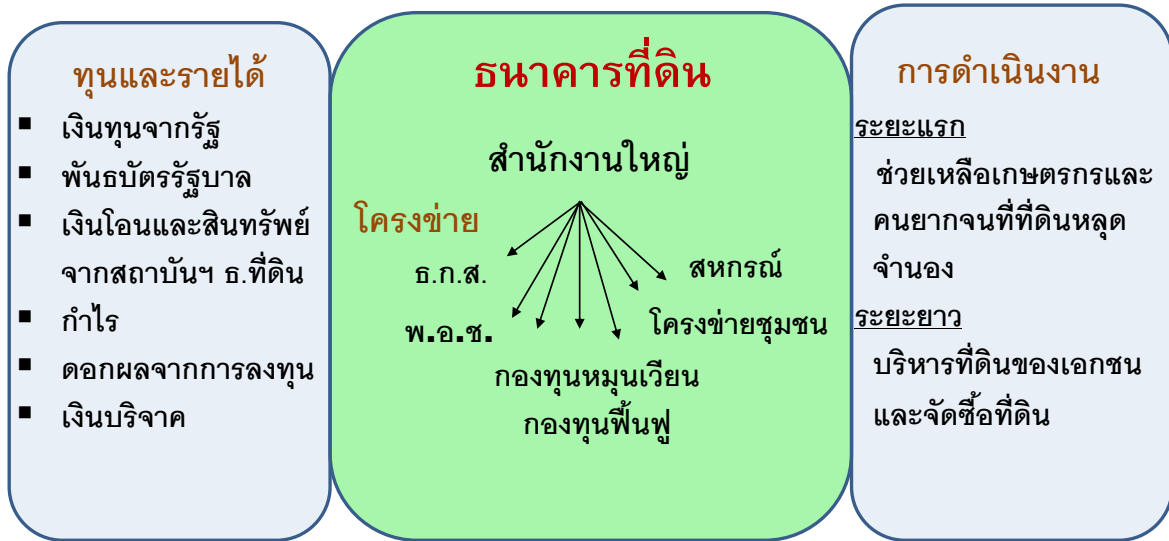 ทุนและรายได้
▪ เงินทุนจากรัฐ
▪ พันธบัตรรัฐบาล
▪ เงินโอนและสินทรัพย์
จากสถาบันฯ ธ.ที่ดิน
▪ กำไร
▪ ดอกผลจากการลงทุน
▪ เงินบริจาค
ธนาคารที่ดิน
สำนักงานใหญ่
โครงข่าย
ธ.ก.ส.
สหกรณ์
พ.อ.ช.
โครงข่ายชุมชน
กองทุนหมุนเวียน
กองทุนฟื้นฟู
การดำเนินงาน
ระยะแรก
ช่วยเหลือเกษตรกรและ
คนยากจนที่ที่ดินหลุด
จำนอง
ระยะยาว
บริหารที่ดินของเอกชน
และจัดซื้อที่ดิน